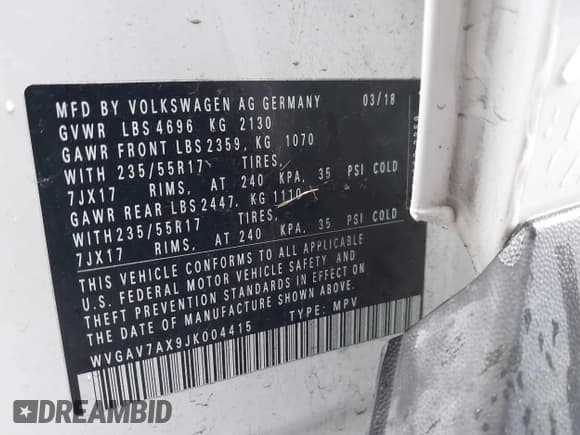 MFD BY VOLKSWAGEN AG GERMANY 03/18
GVWR LBS 4696 KG 2130
GAWR FRONT LBS 2359, KG 1070
WITH 235/55R17 TIRES,
7JX17 RIMS, AT 240 KPA, 35 PSI COLD
GAWR REAR LBS 2447, KG 1110
WITH 235/55R17 TIRES,
7JX17 RIMS, AT 240 KPA, 35 PSI COLD
THIS VEHICLE CONFORMS TO ALL APPLICABLE
U.S. FEDERAL MOTOR VEHICLE SAFETY AND
THEFT PREVENTION STANDARDS IN EFFECT ON
THE DATE OF MANUFACTURE SHOWN ABOVE.
WVGAV7AX9JK004415 TYPE: MPV
DREAMBID